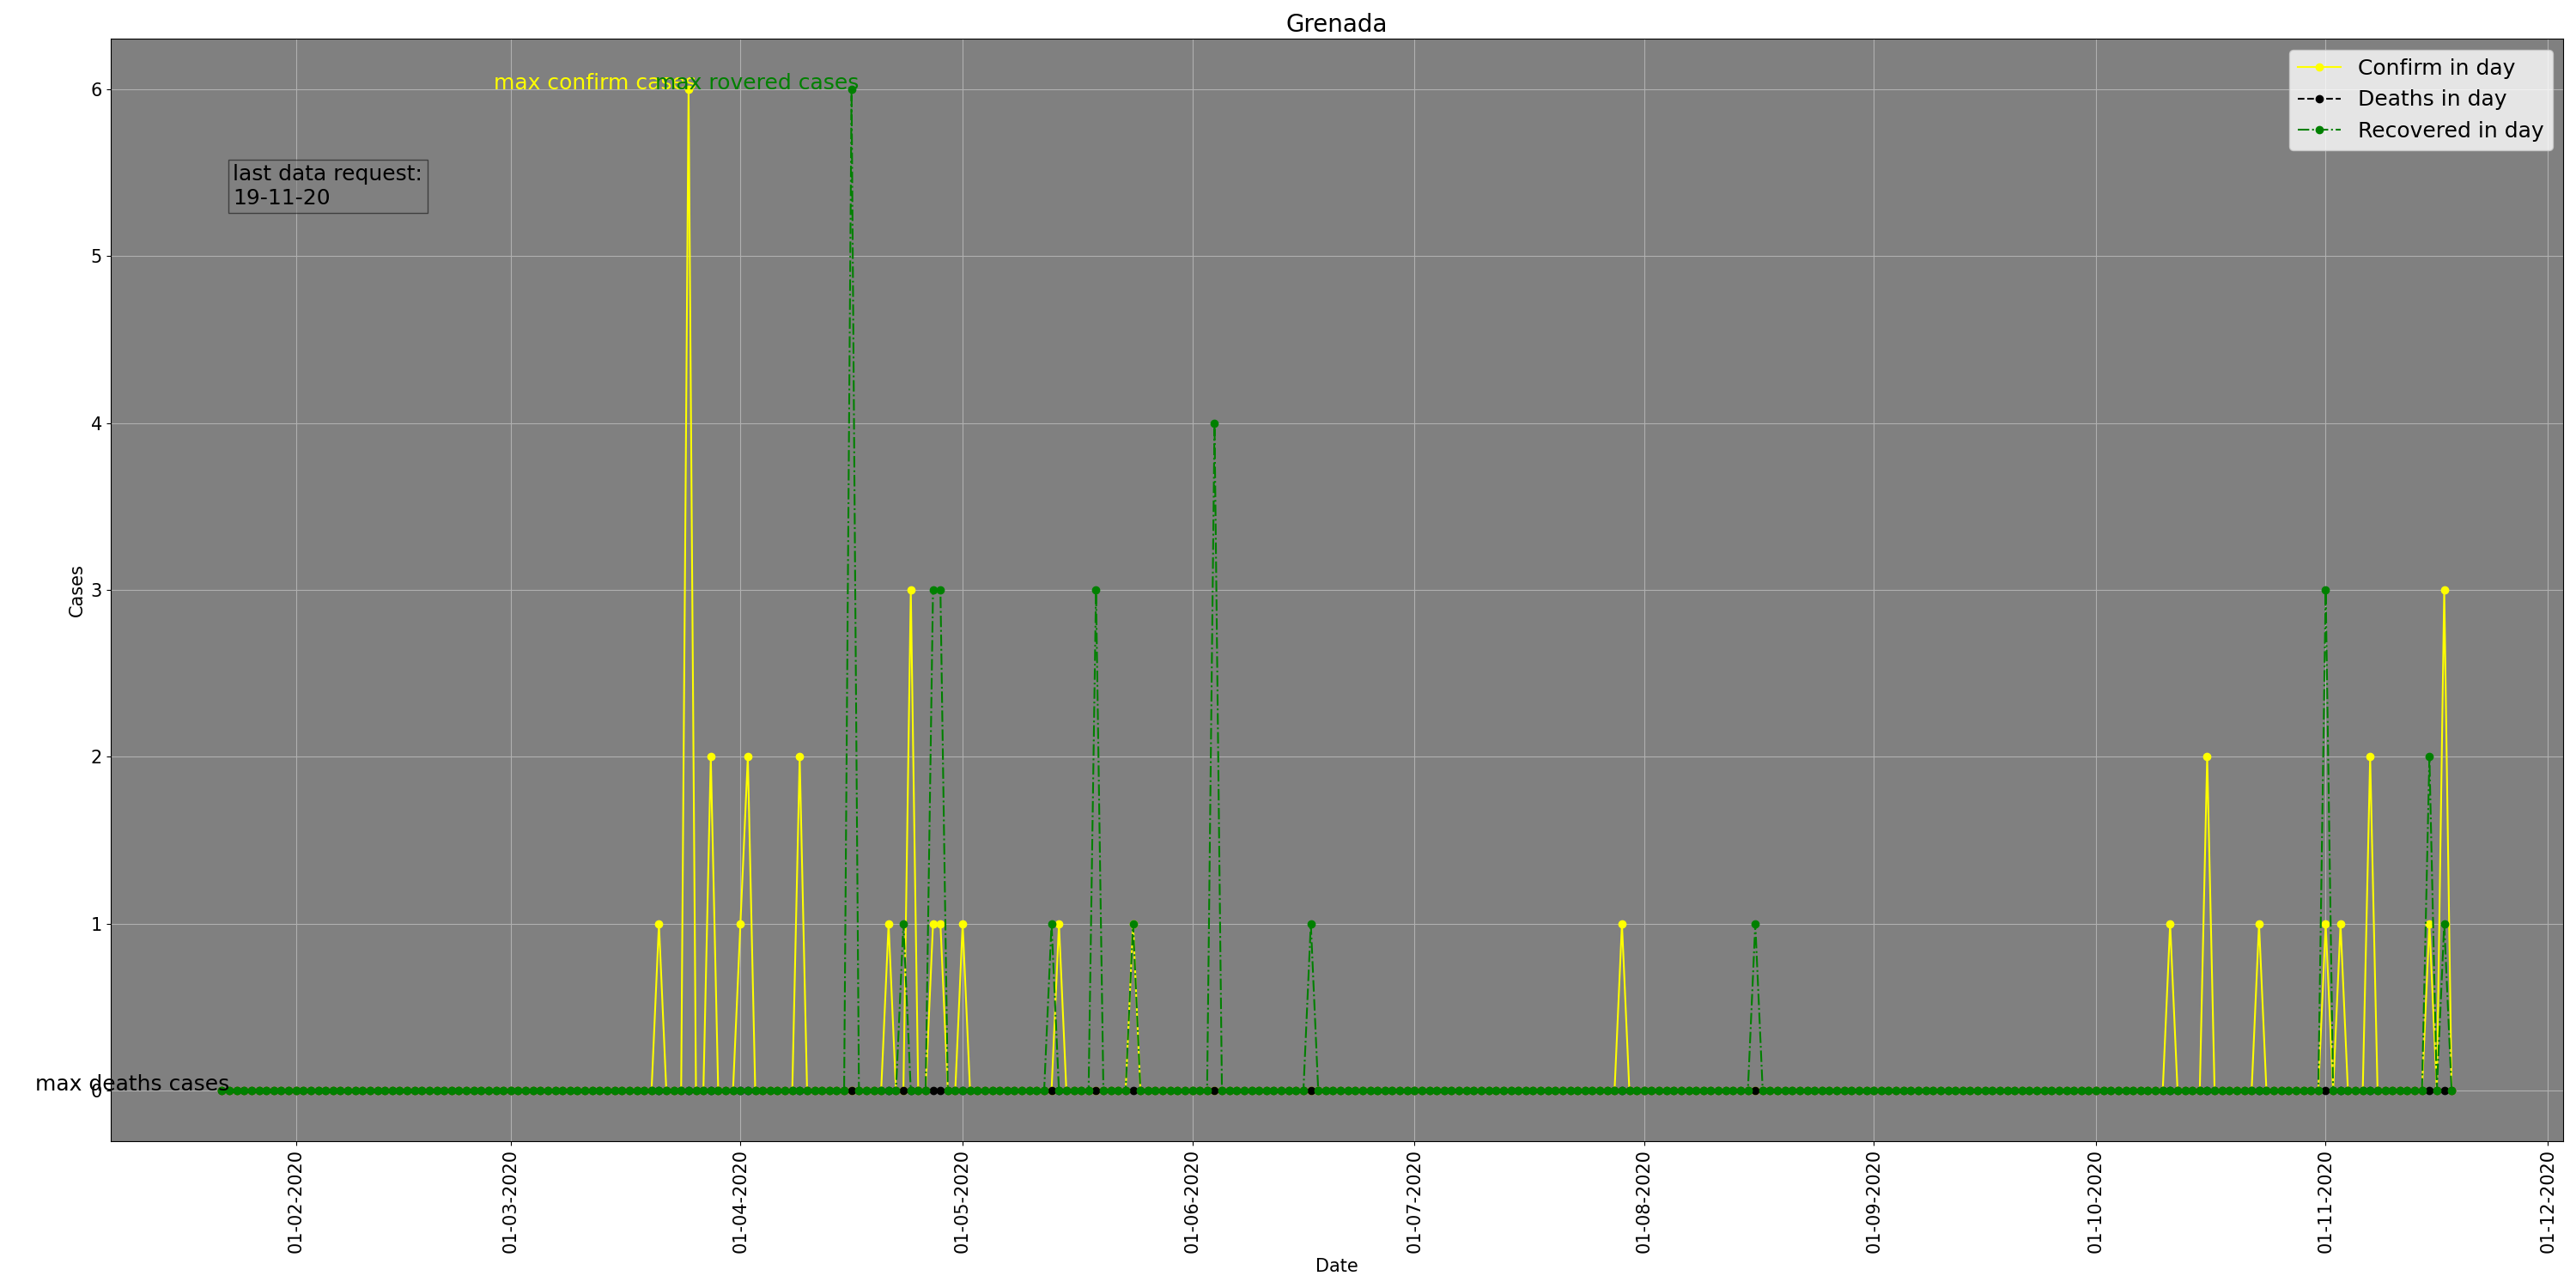 Grenada
max confirm cases
max rovered cases
Confirm in day
Deaths in day
Recovered in day
last data request:
19-11-20
6
5
4
3
2
1
0
Cases
max deaths cases
01-02-2020
01-03-2020
01-04-2020
01-05-2020
01-06-2020
01-07-2020
01-08-2020
01-09-2020
01-10-2020
01-11-2020
01-12-2020
Date